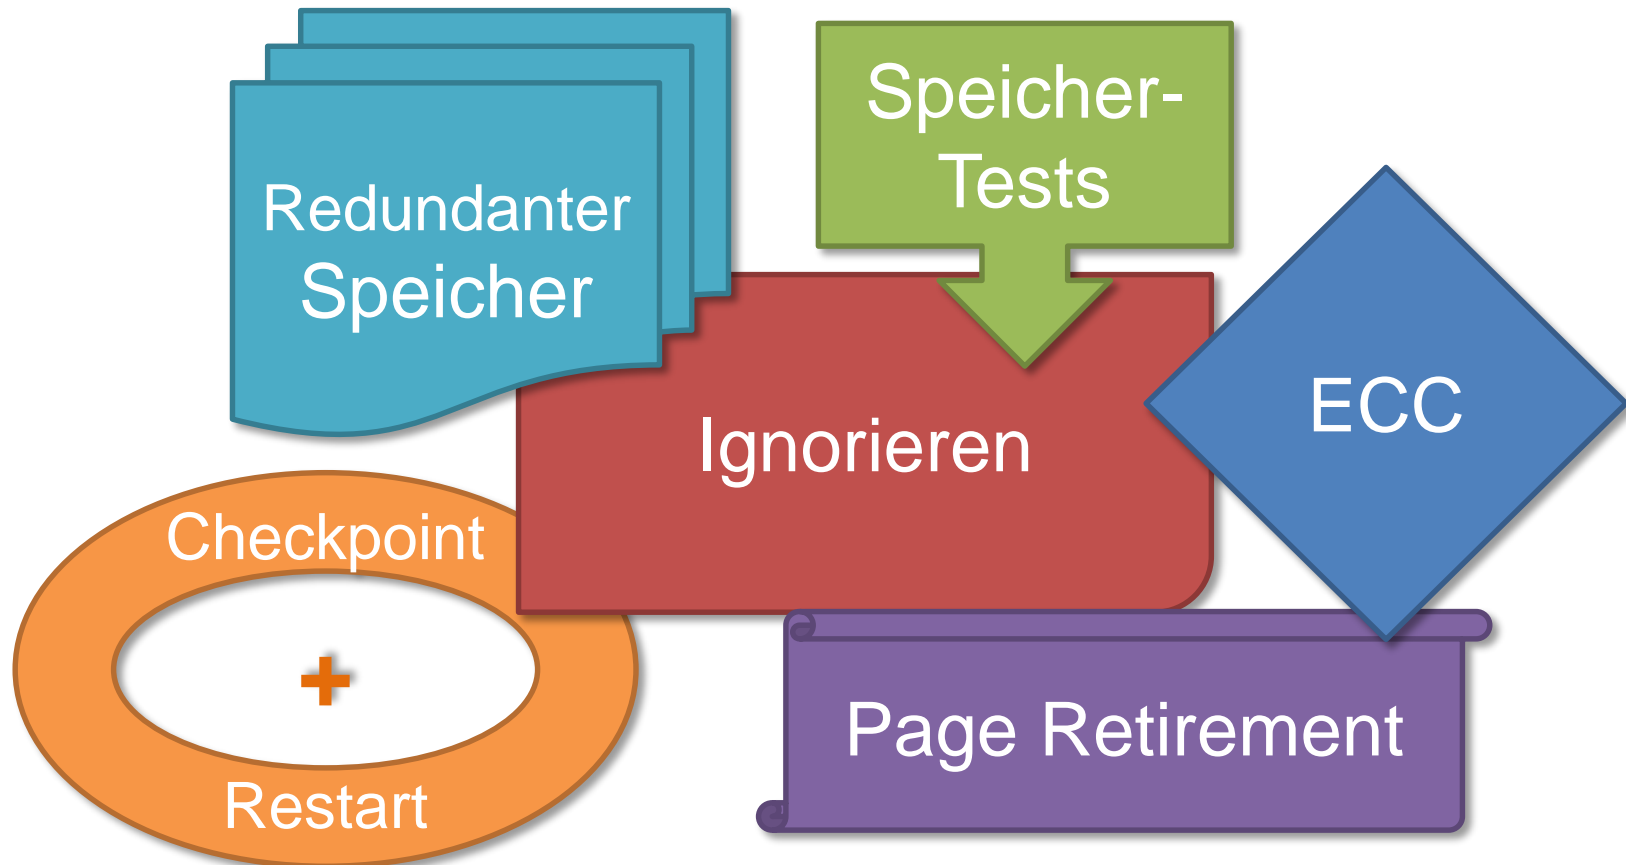 Redundanter
Speicher
Speicher-
Tests
Ignorieren
ECC
Checkpoint
+
Restart
Page Retirement